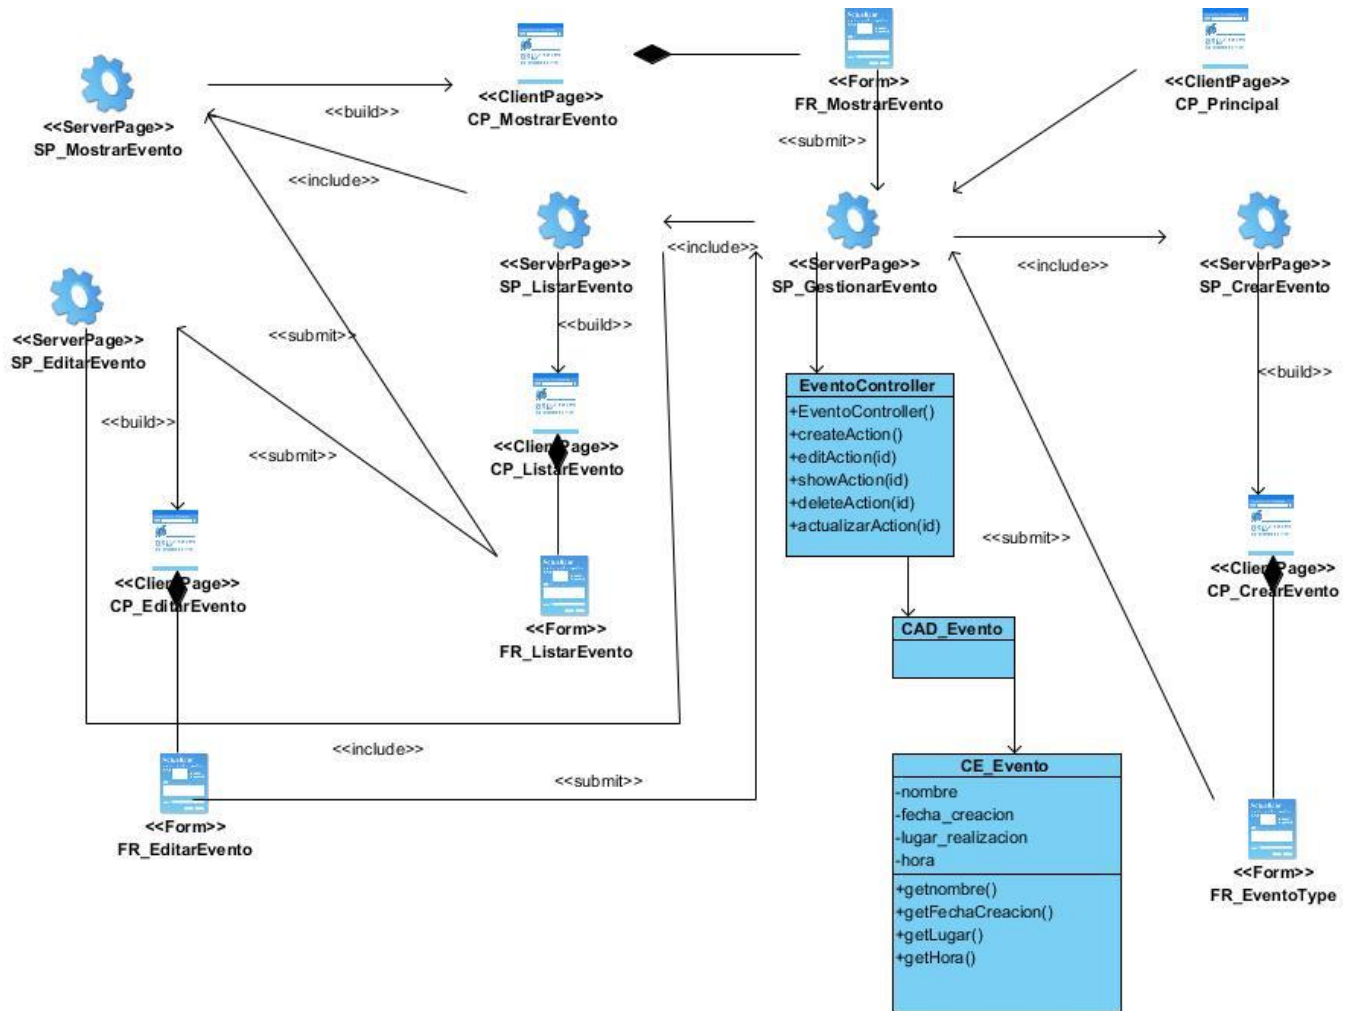 <<ClientPage>>
CP_MostrarEvento
<<Form>>
FR_MostrarEvento
<<ClientPage>>
CP_Principal
<<ServerPage>>
SP_MostrarEvento
<<build>>
<<submit>>
<<include>>
<<ServerPage>>
SP_ListarEvento
<<include>>
<<ServerPage>>
SP_GestionarEvento
<<include>>
<<ServerPage>>
SP_CrearEvento
<<ServerPage>>
SP_EditarEvento
<<submit>>
<<build>>
<<build>>
<<build>>
<<submit>>
<<ClientPage>>
CP_ListarEvento
EventoController
+EventoController()
+createAction()
+editAction(id)
+showAction(id)
+deleteAction(id)
+actualizarAction(id)
<<submit>>
<<ClientPage>>
CP_EditarEvento
<<Form>>
FR_ListarEvento
<<ClientPage>>
CP_CrearEvento
CAD_Evento
<<include>>
<<submit>>
<<Form>>
FR_EditarEvento
CE_Evento
-nombre
-fecha_creacion
-lugar_realizacion
-hora
+getnombre()
+getFechaCreacion()
+getLugar()
+getHora()
<<Form>>
FR_EventoType